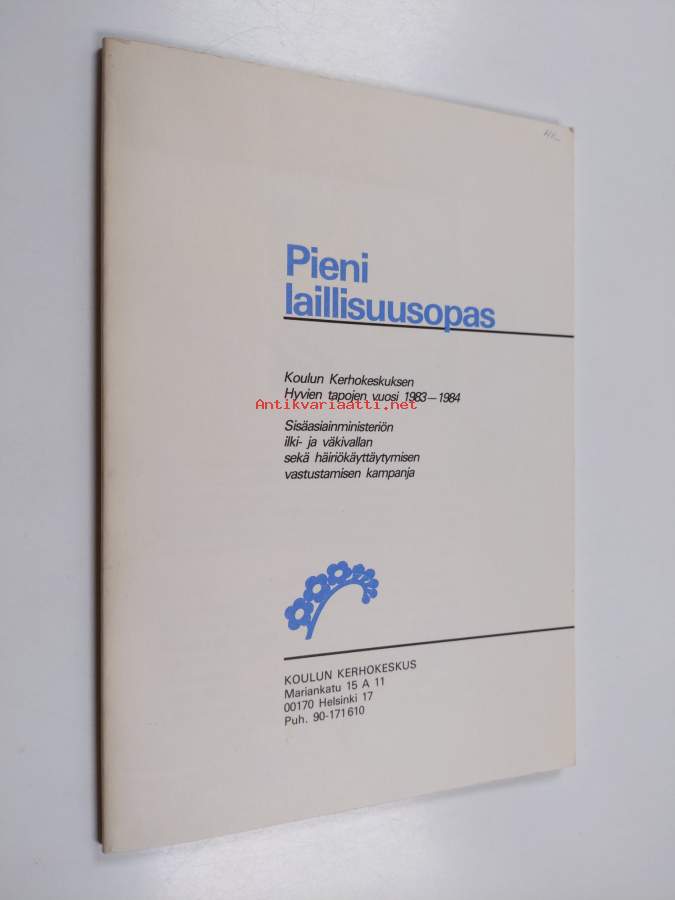 Pieni
laillisuusopas
Koulun Kerhokeskuksen
Hyvien tapojen vuosi 1983—1984
Antikvariaatti.net
Sisäasiainministeriön
ilki- ja väkivallan
sekä häiriökäyttäytymisen
vastustamisen kampanja
KOULUN KERHOKESKUS
Mariankatu 15 A 11
00170 Helsinki 17
Puh. 90-171610